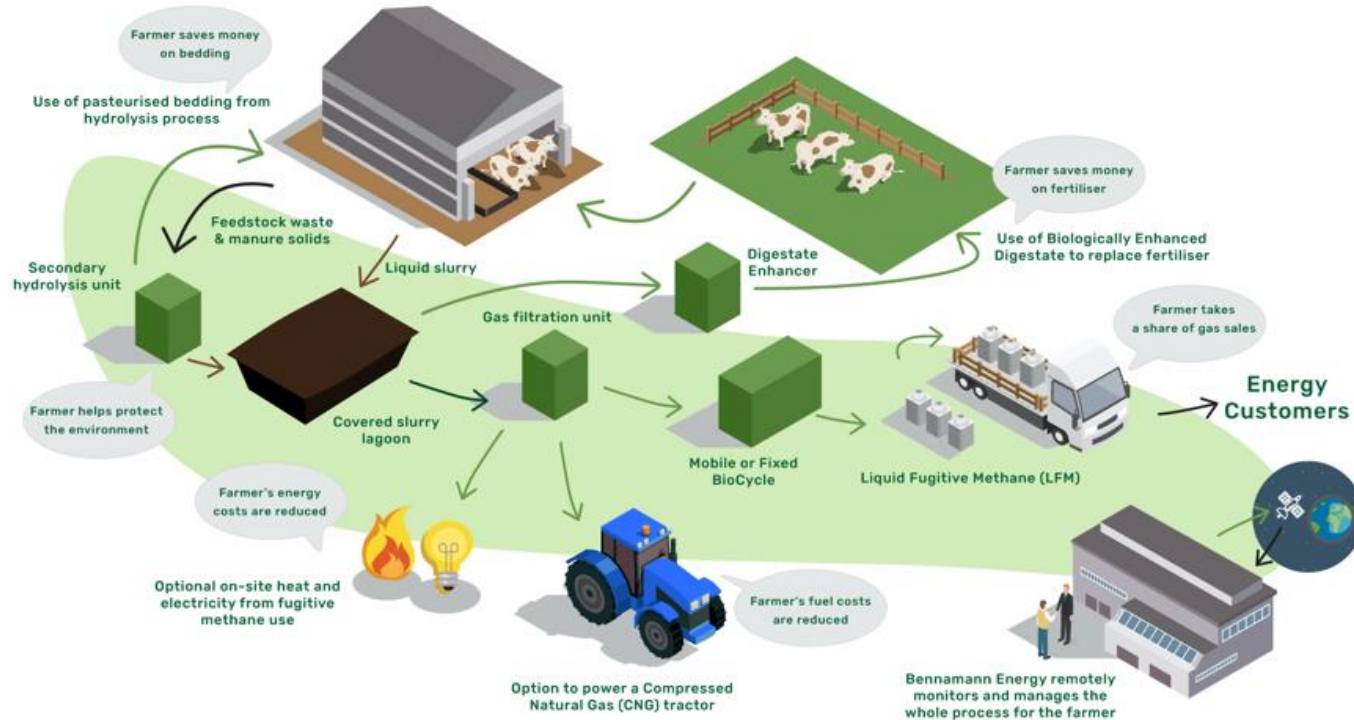 Farmer saves money
on bedding
Use of pasteurised bedding from
hydrolysis process
Farmer saves money
on fertiliser
Feedstock waste
& manure solids
Use of Biologically Enhanced
Digestate to replace fertiliser
Secondary
hydrolysis unit
Liquid slurry
Digestate
Enhancer
Gas filtration unit
Farmer takes
a share of gas sales
Energy
Customers
Farmer helps protect
the environment
Covered slurry
lagoon
Mobile or Fixed
BioCycle
Liquid Fugitive Methane (LFM)
Farmer's energy
costs are reduced
Optional on-site heat and
electricity from fugitive
methane use
Farmer's fuel costs
are reduced
Option to power a Compressed
Natural Gas (CNG) tractor
Bennamann Energy remotely
monitors and manages the
whole process for the farmer